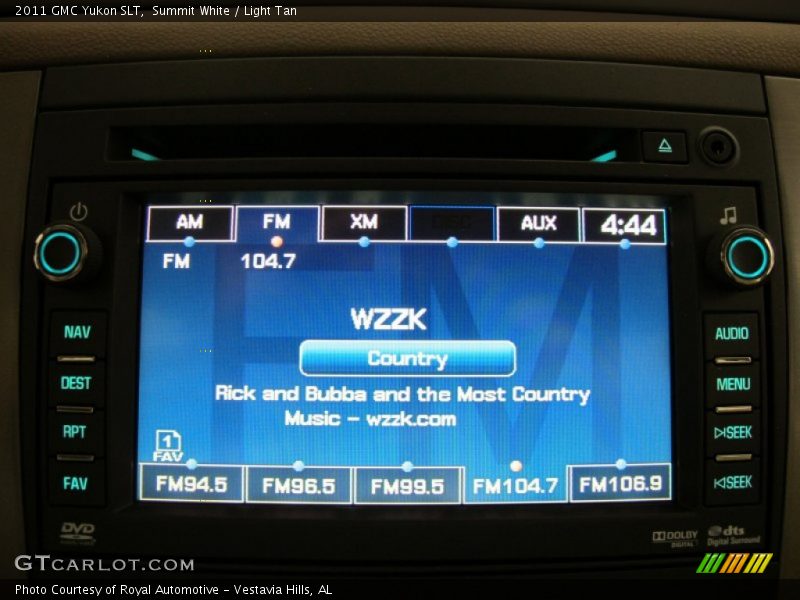 2011 GMC Yukon SLT, Summit White / Light Tan
AM FM XM DISC AUX 4:44
FM 104.7
WZZK
Country
Rick and Bubba and the Most Country
Music - wzzk.com
1
FAV
FM94.5 FM96.5 FM99.5 FM104.7 FM106.9
NAV
DEST
RPT
FAV
AUDIO
MENU
SEEK
SEEK
DVD
DOLBY
DIGITAL
dts
Digital Surround
GTCARLOT.COM
Photo Courtesy of Royal Automotive - Vestavia Hills, AL